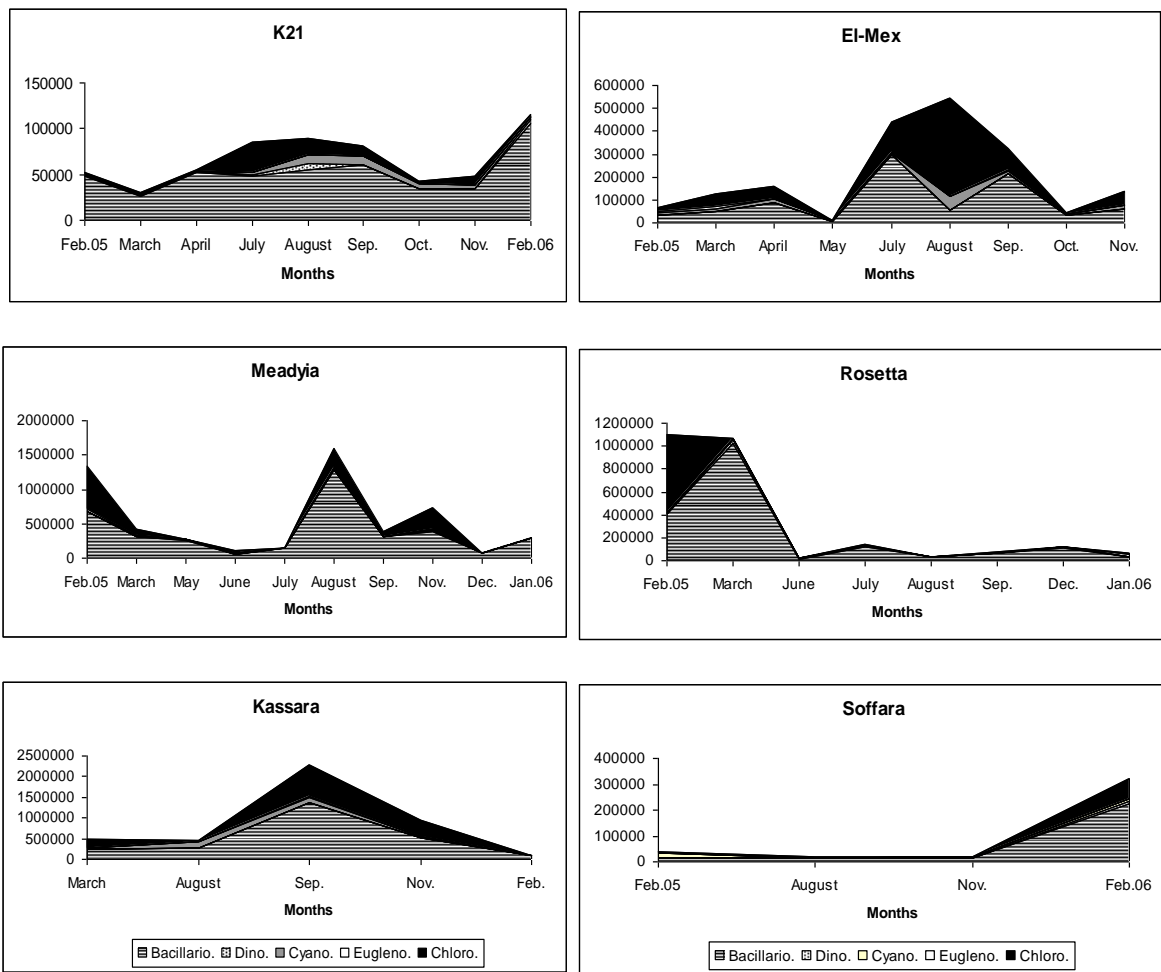 K21
150000
100000
50000
0
Feb.05 March April July August Sep. Oct. Nov. Feb.06
Months
El-Mex
600000
500000
400000
300000
200000
100000
0
Feb.05 March April May July August Sep. Oct. Nov.
Months
Meadyia
2000000
1500000
1000000
500000
0
Feb.05 March May June July August Sep. Nov. Dec. Jan.06
Months
Rosetta
1200000
1000000
800000
600000
400000
200000
0
Feb.05 March June July August Sep. Dec. Jan.06
Months
Kassara
2500000
2000000
1500000
1000000
500000
0
March August Sep. Nov. Feb.
Months
Bacillario. Dino. Cyano. Eugleno. Chloro.
Soffara
400000
300000
200000
100000
0
Feb.05 August Nov. Feb.06
Months
Bacillario. Dino. Cyano. Eugleno. Chloro.